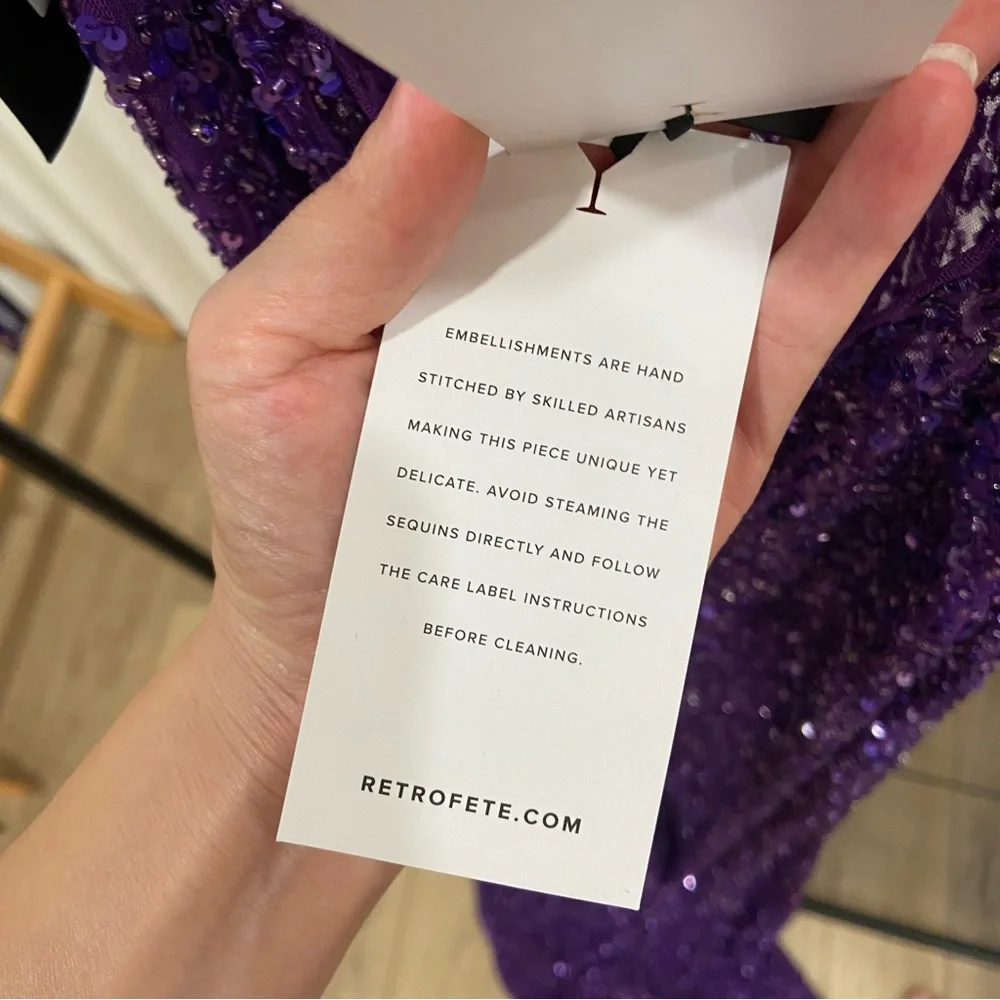 EMBELLISHMENTS ARE HAND
STITCHED BY SKILLED ARTISANS
MAKING THIS PIECE UNIQUE YET
DELICATE. AVOID STEAMING THE
SEQUINS DIRECTLY AND FOLLOW
THE CARE LABEL INSTRUCTIONS
BEFORE CLEANING.
RETROFETE.COM